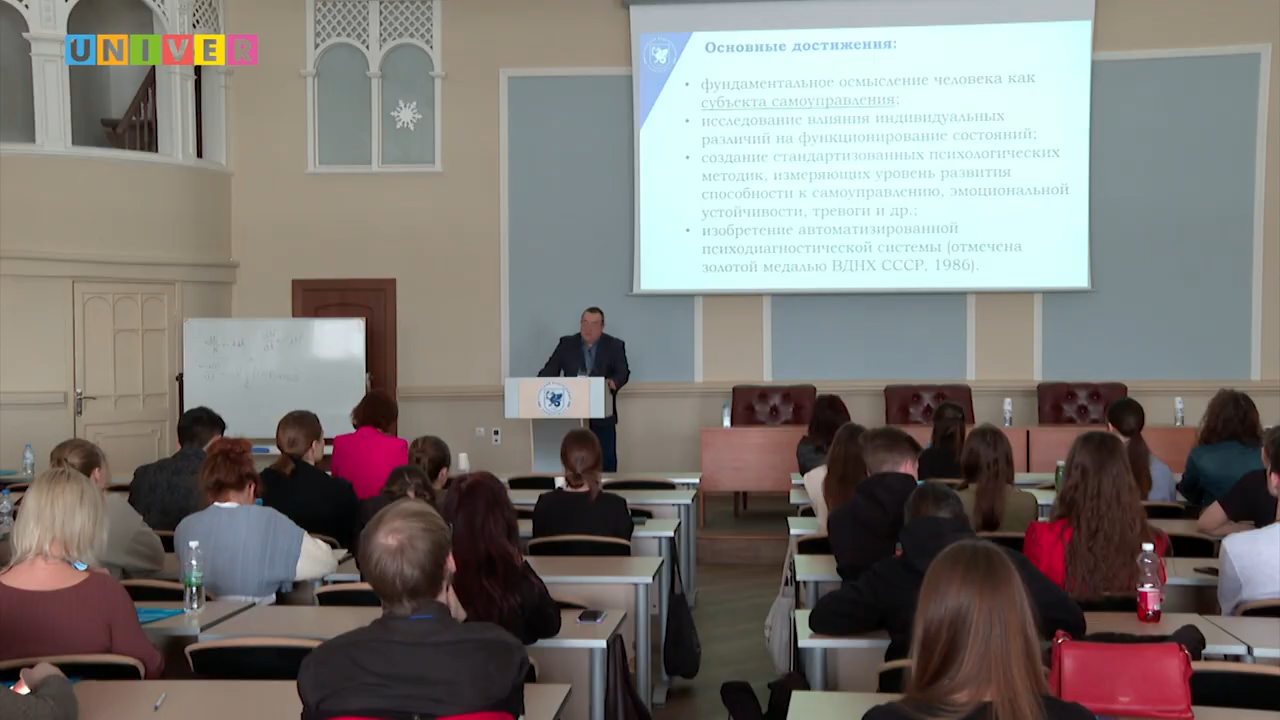 UNIVER
Основные достижения:
• фундаментальное осмысление человека как
субъекта самоуправления;
• исследование влияния индивидуальных
различий на функционирование состояний;
• создание стандартизованных психологических
методик, измеряющих уровень развития
способности к самоуправлению, эмоциональной
устойчивости, тревоги и др.;
• изобретение автоматизированной
психодиагностической системы (отмечена
золотой медалью ВДНХ СССР, 1986).